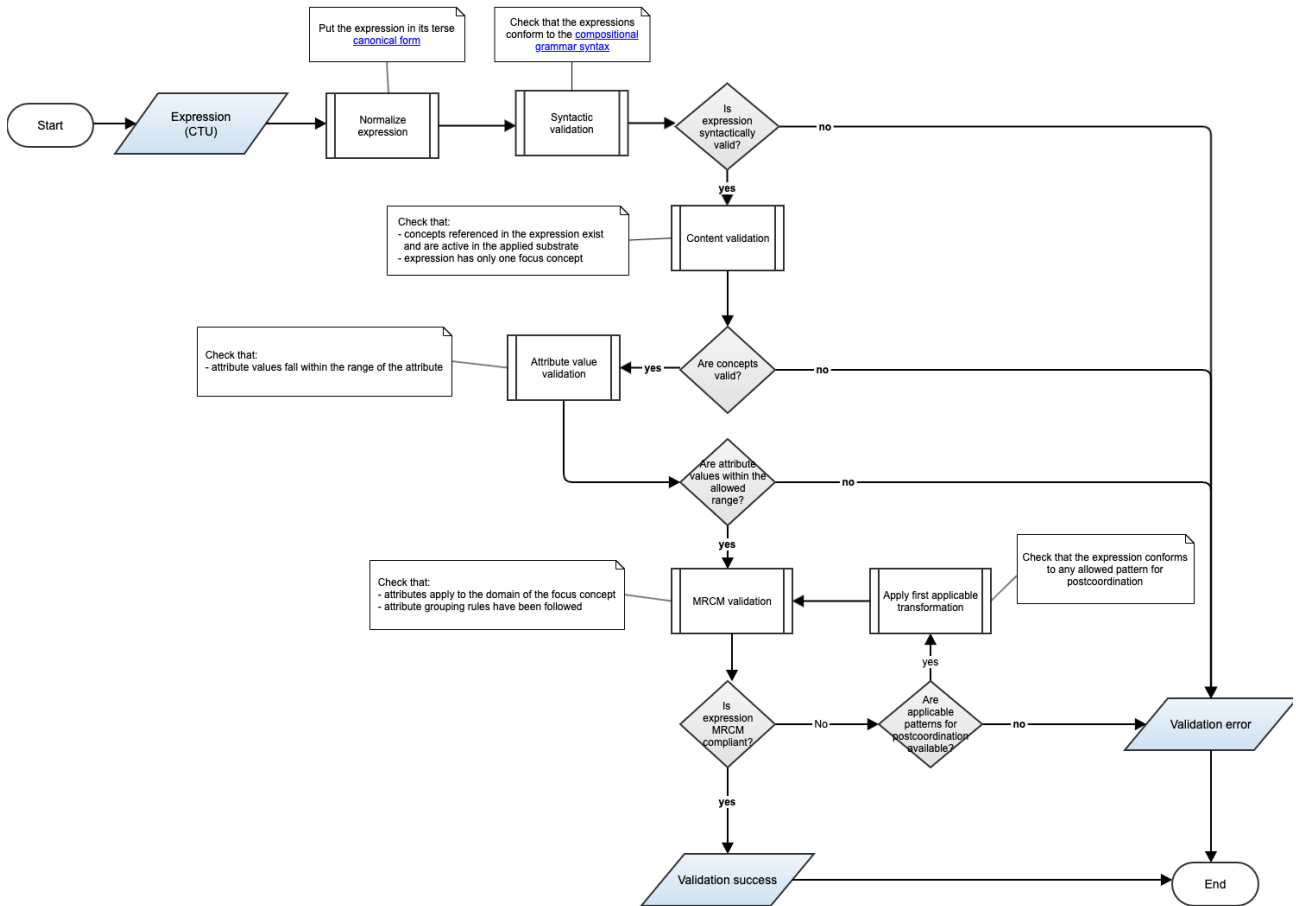 Put the expression in its terse
canonical form
Check that the expressions
conform to the compositional
grammar syntax
Start
Expression
(CTU)
Normalize
expression
Syntactic
validation
Is
expression
syntactically
valid?
no
yes
Check that:
- concepts referenced in the expression exist
and are active in the applied substrate
- expression has only one focus concept
Content validation
Check that:
- attribute values fall within the range of the attribute
Attribute value
validation
yes
Are concepts
valid?
no
Are attribute
values within the
allowed
range?
no
yes
Check that the expression conforms
to any allowed pattern for
postcoordination
Check that:
- attributes apply to the domain of the focus concept
- attribute grouping rules have been followed
MRCM validation
Apply first applicable
transformation
yes
Is
expression
MRCM
compliant?
No
Are
applicable
patterns for
postcoordination
available?
no
Validation error
yes
Validation success
End